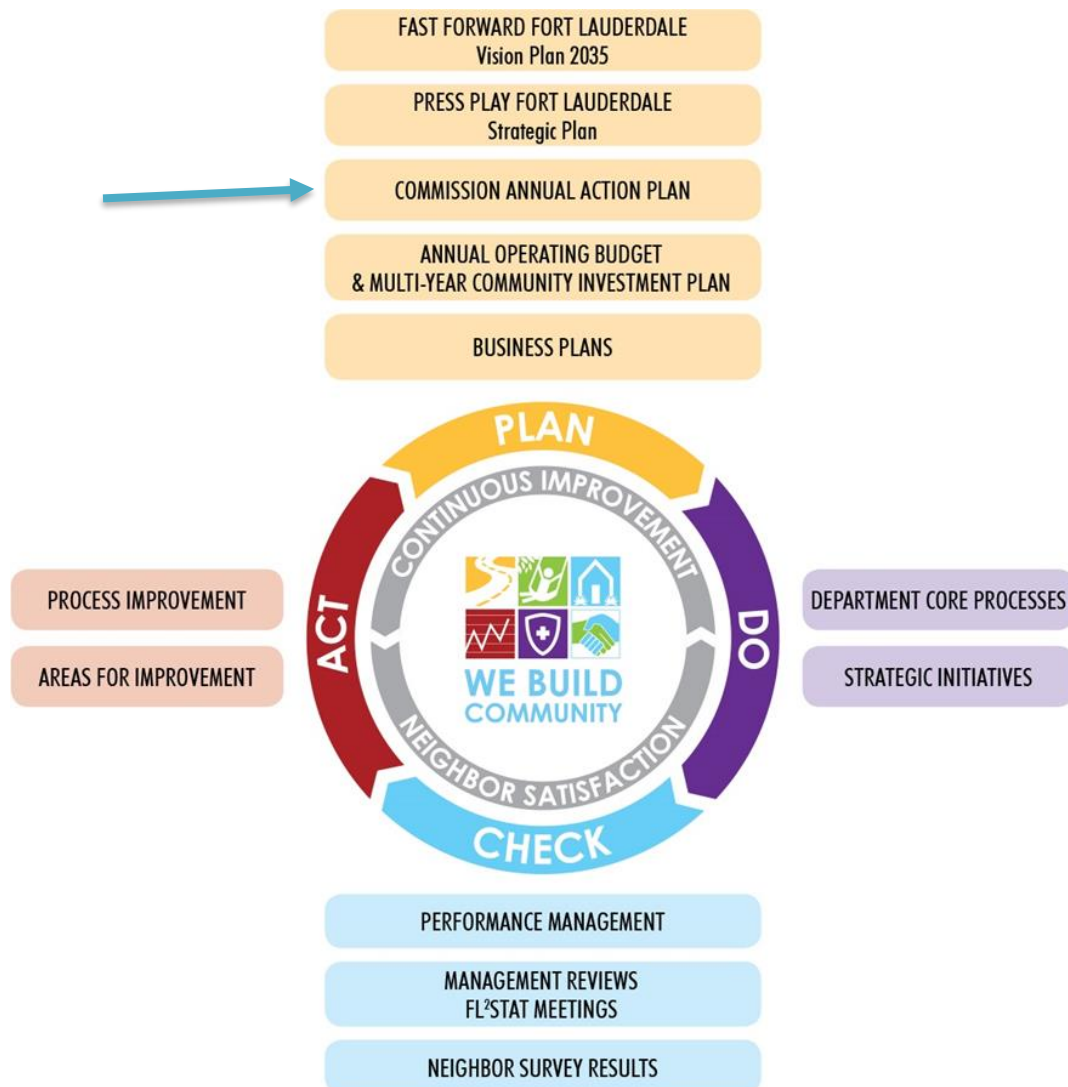 FAST FORWARD FORT LAUDERDALE
Vision Plan 2035
PRESS PLAY FORT LAUDERDALE
Strategic Plan
COMMISSION ANNUAL ACTION PLAN
ANNUAL OPERATING BUDGET
& MULTI-YEAR COMMUNITY INVESTMENT PLAN
BUSINESS PLANS
PLAN
CONTINUOUS IMPROVEMENT
ACT
PROCESS IMPROVEMENT
AREAS FOR IMPROVEMENT
WE BUILD
COMMUNITY
DO
DEPARTMENT CORE PROCESSES
STRATEGIC INITIATIVES
NEIGHBOR SATISFACTION
CHECK
PERFORMANCE MANAGEMENT
MANAGEMENT REVIEWS
FL²STAT MEETINGS
NEIGHBOR SURVEY RESULTS